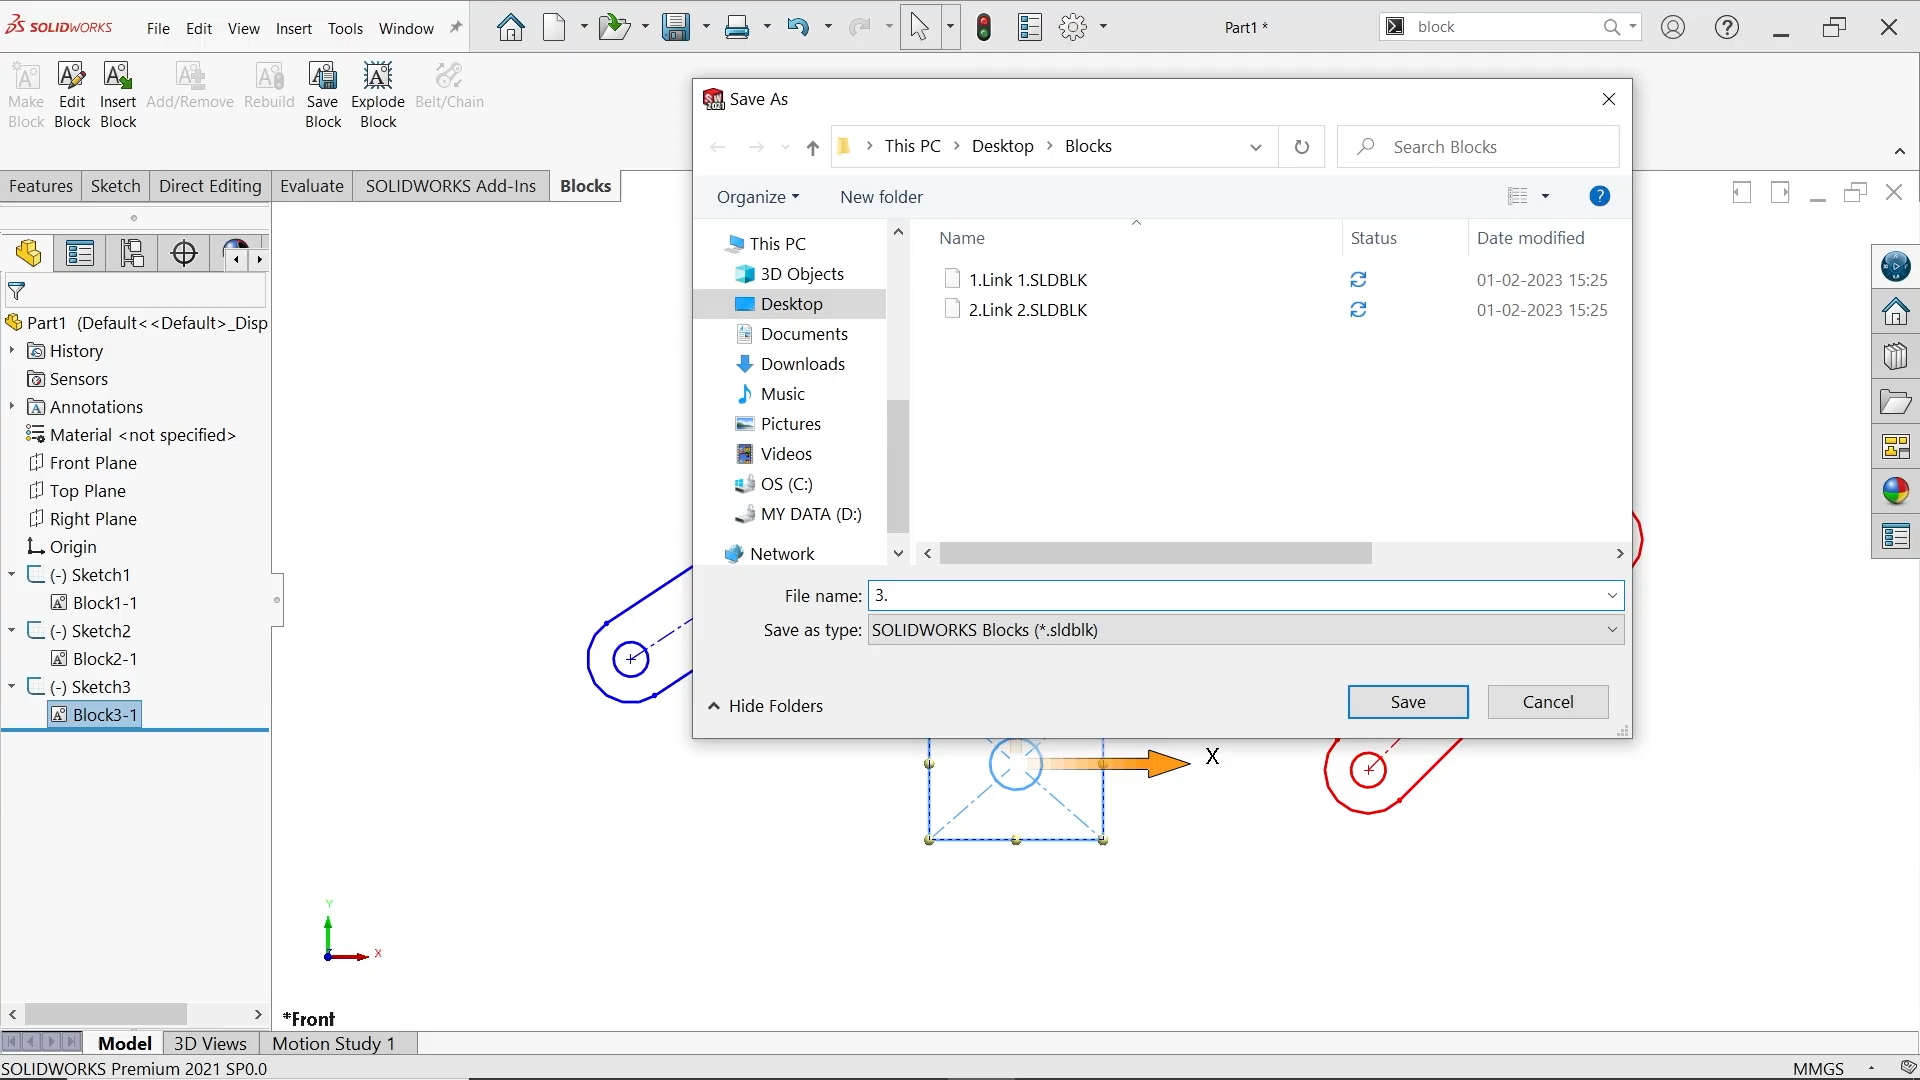 SOLIDWORKS File Edit View Insert Tools Window Part1 * block
Make Block
Edit Block
Insert Block
Add/Remove
Rebuild
Save Block
Explode Block
Belt/Chain
Features Sketch Direct Editing Evaluate SOLIDWORKS Add-Ins Blocks
Part1 (Default<<Default>_Disp
History
Sensors
Annotations
Material <not specified>
Front Plane
Top Plane
Right Plane
Origin
(-) Sketch1
Block1-1
(-) Sketch2
Block2-1
(-) Sketch3
Block3-1
Save As
This PC > Desktop > Blocks
Search Blocks
Organize New folder
This PC
3D Objects
Desktop
Documents
Downloads
Music
Pictures
Videos
OS (C:)
MY DATA (D:)
Network
Name Status Date modified
1.Link 1.SLDBLK 01-02-2023 15:25
2.Link 2.SLDBLK 01-02-2023 15:25
File name: 3.
Save as type: SOLIDWORKS Blocks (*.sldblk)
Hide Folders Save Cancel
X
Y
X
*Front
Model 3D Views Motion Study 1
SOLIDWORKS Premium 2021 SP0.0 MMGS